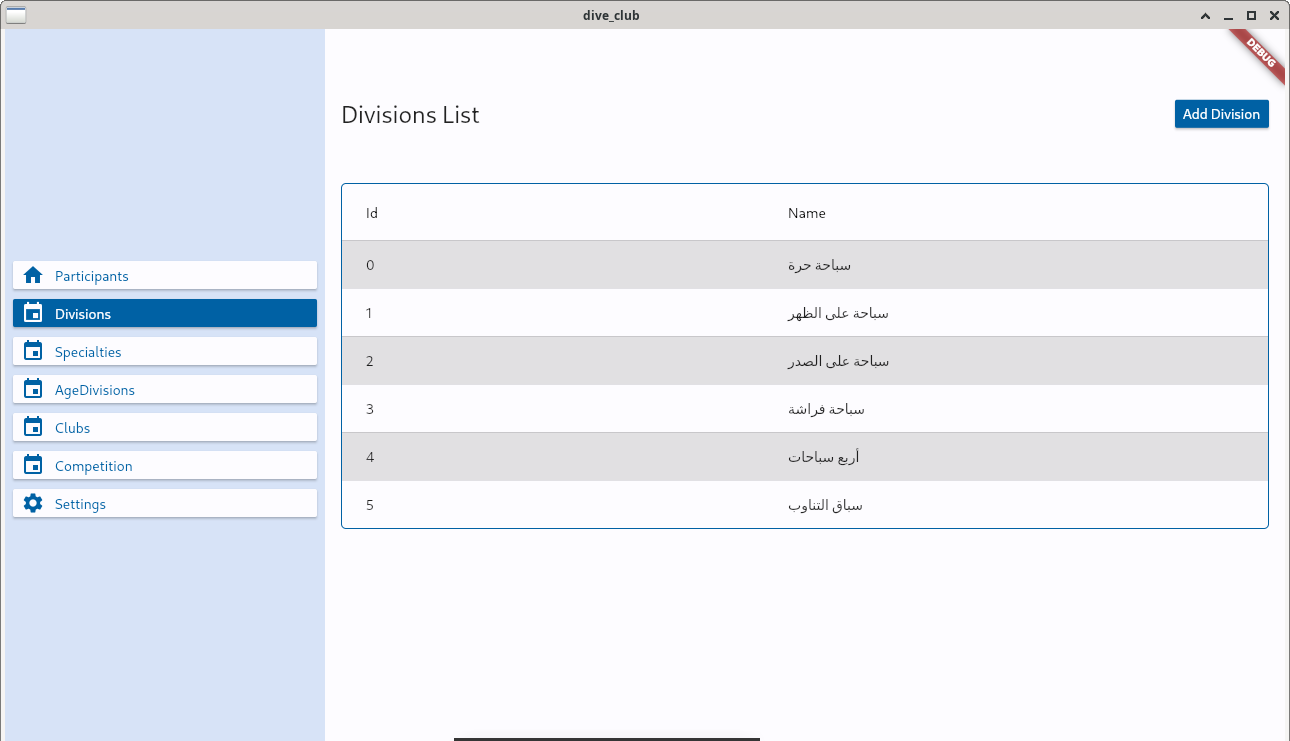 dive_club
DEBUG
Participants
Divisions
Specialties
AgeDivisions
Clubs
Competition
Settings
Divisions List
Add Division
Id Name
0 سباحة حرة
1 سباحة على الظهر
2 سباحة على الصدر
3 سباحة فراشة
4 أربع سباحات
5 سباق التناوب